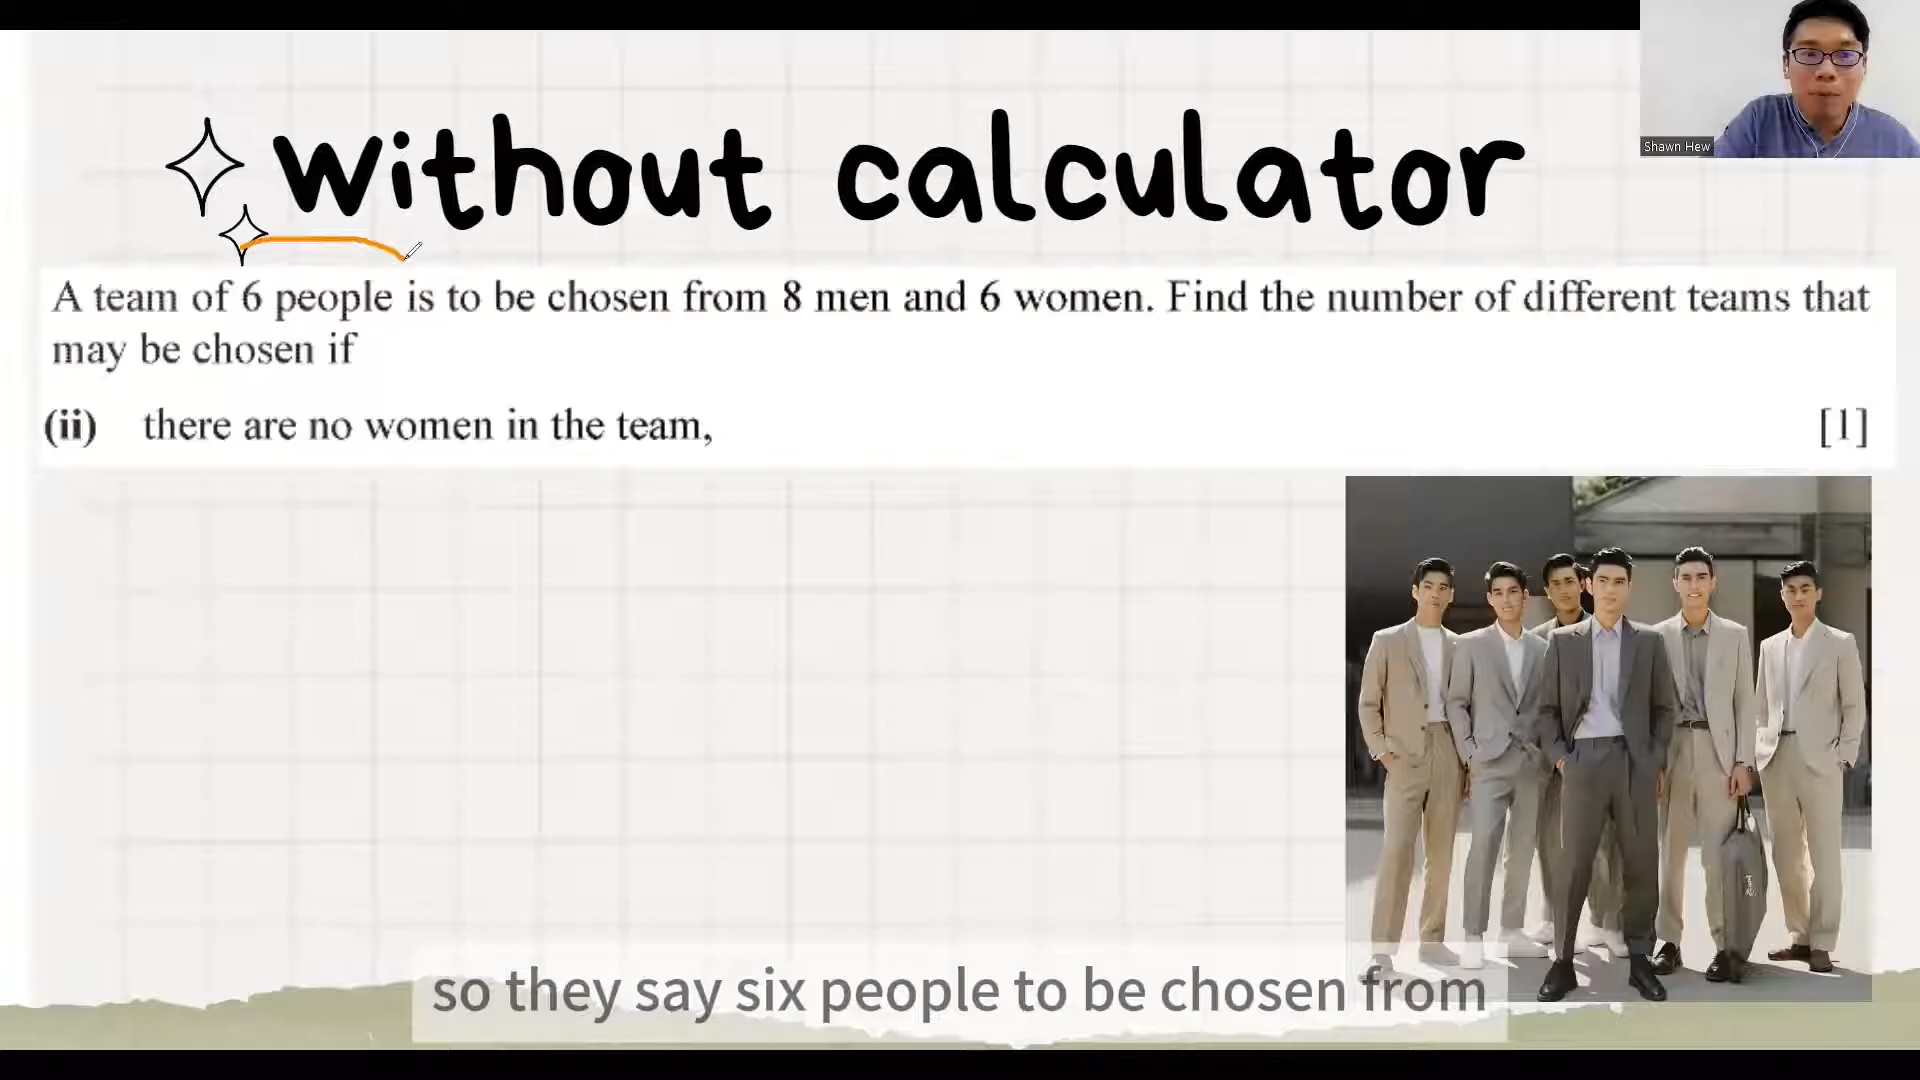 without calculator
Shawn Hew
A team of 6 people is to be chosen from 8 men and 6 women. Find the number of different teams that
may be chosen if
(ii) there are no women in the team, [1]
so they say six people to be chosen from